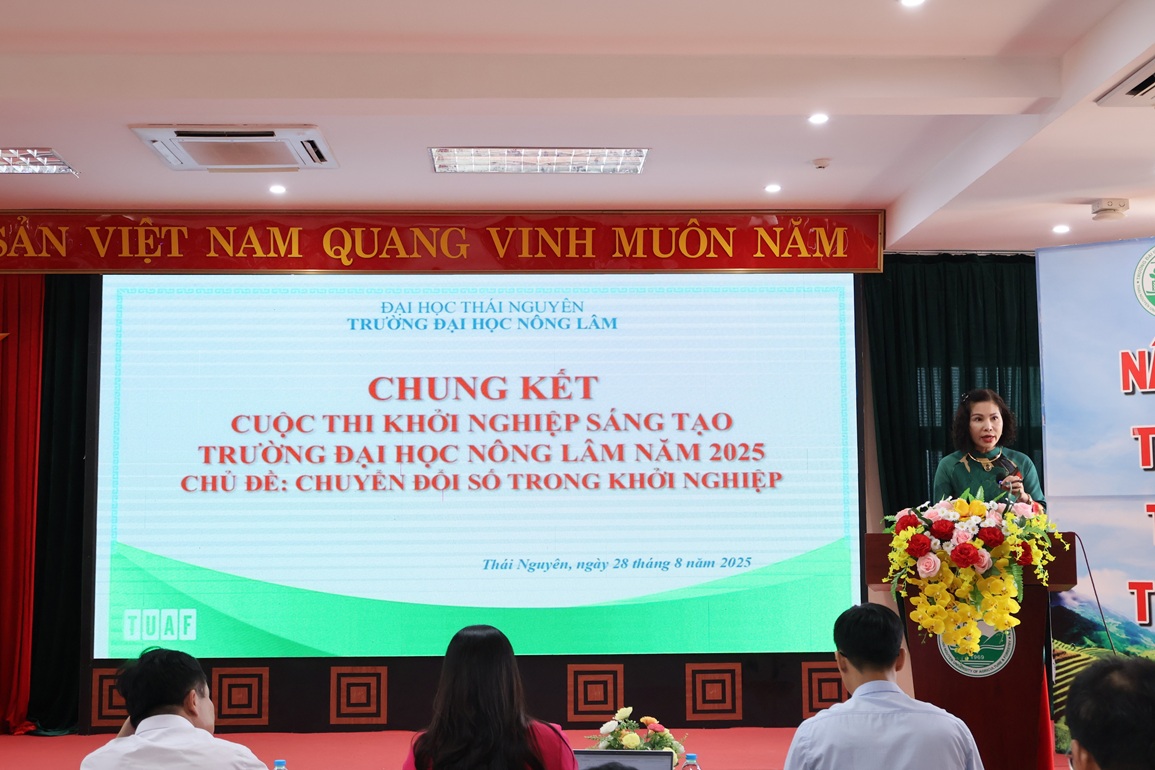 SẢN VIỆT NAM QUANG VINH MUÔN NĂM
ĐẠI HỌC THÁI NGUYÊN
TRƯỜNG ĐẠI HỌC NÔNG LÂM
CHUNG KẾT
CUỘC THI KHỞI NGHIỆP SÁNG TẠO
TRƯỜNG ĐẠI HỌC NÔNG LÂM NĂM 2025
CHỦ ĐỀ: CHUYỂN ĐỔI SỐ TRONG KHỞI NGHIỆP
Thái Nguyên, ngày 28 tháng 8 năm 2025
TUAF